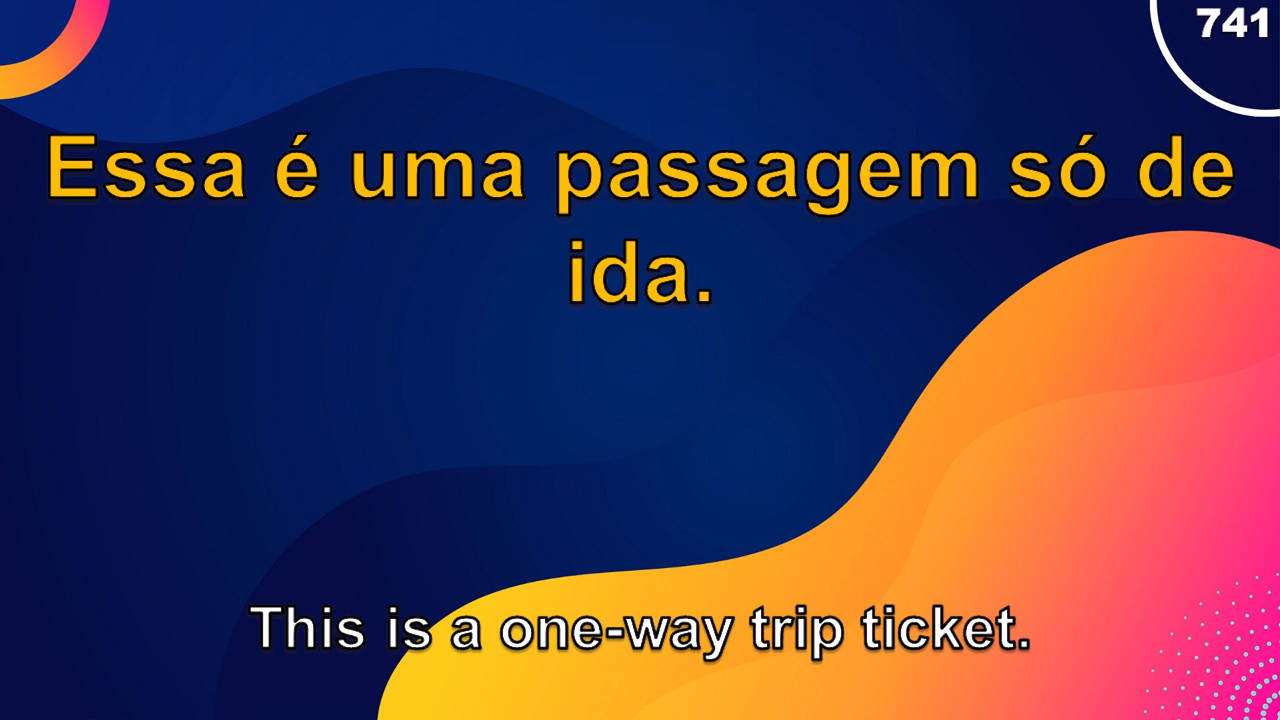 741
Essa é uma passagem só de
ida.
This is a one-way trip ticket.